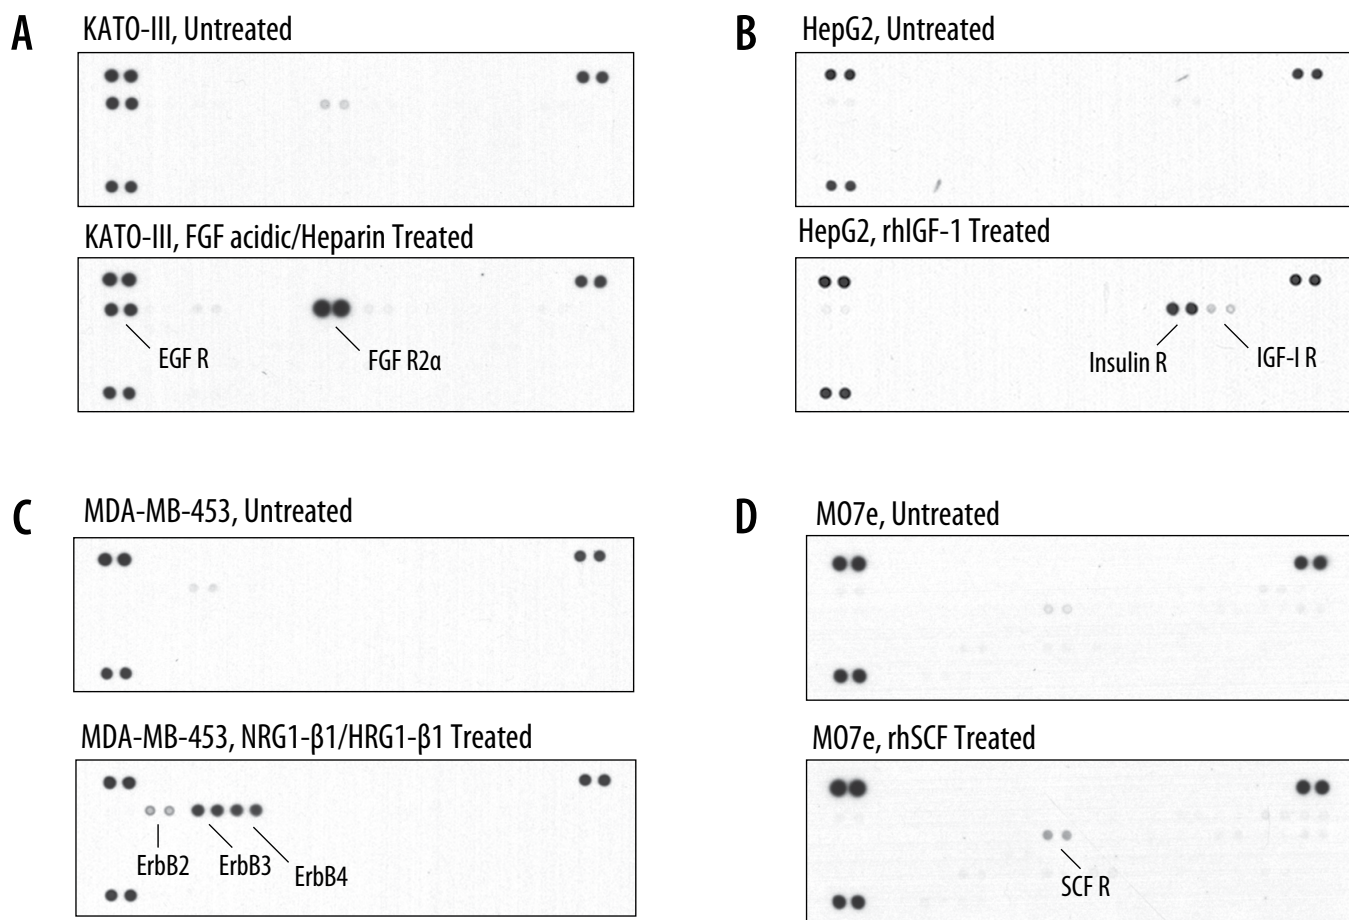 A
KATO-III, Untreated
KATO-III, FGF acidic/Heparin Treated
EGF R
FGF R2α
B
HepG2, Untreated
HepG2, rhIGF-1 Treated
Insulin R
IGF-I R
C
MDA-MB-453, Untreated
MDA-MB-453, NRG1-β1/HRG1-β1 Treated
ErbB2
ErbB3
ErbB4
D
MO7e, Untreated
MO7e, rhSCF Treated
SCF R